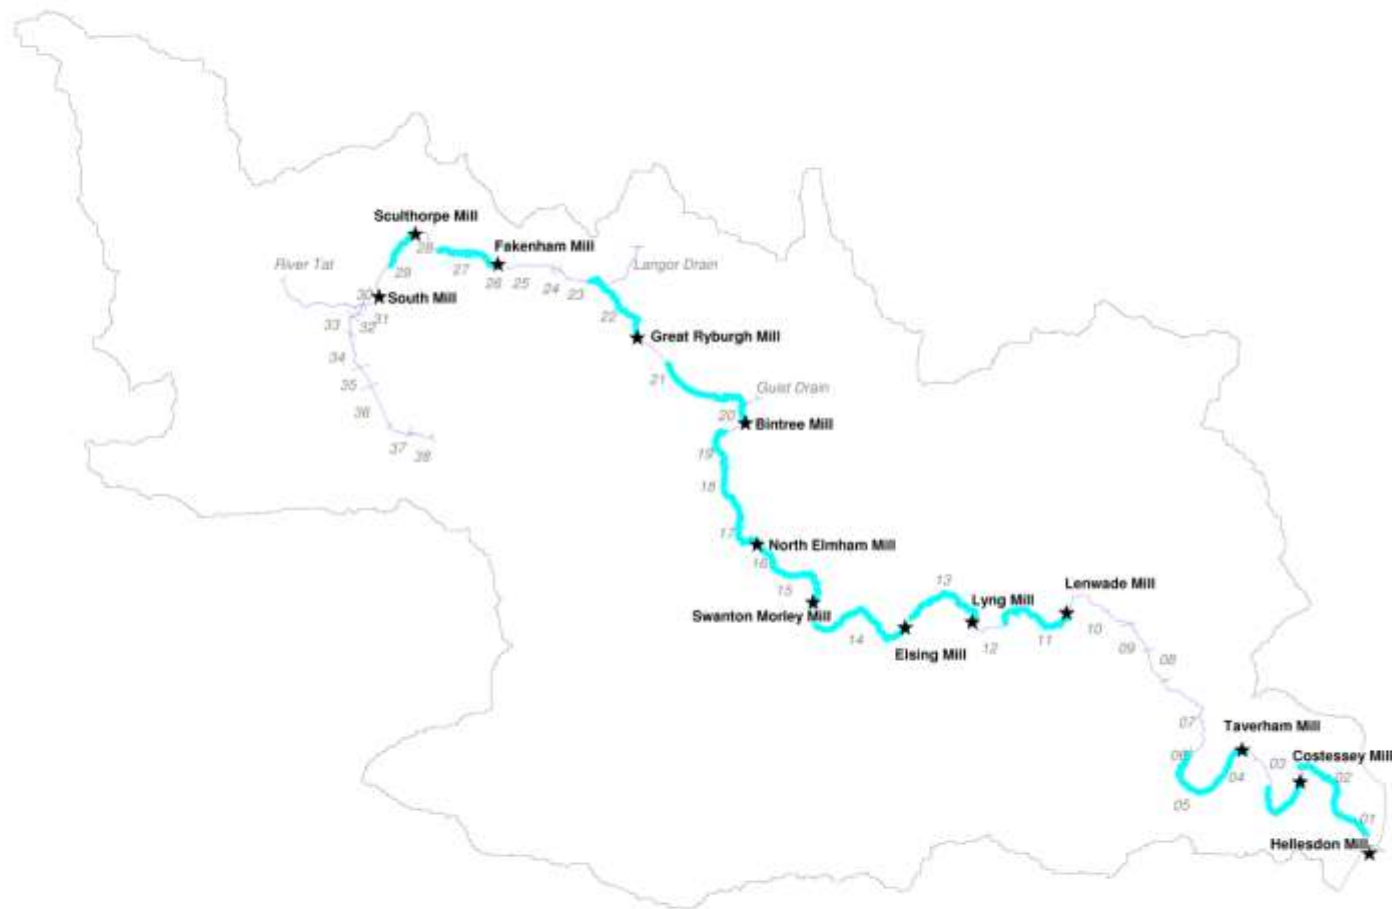 Sculthorpe Mill
28
Fakenham Mill
River Tat
29
27
Langor Drain
26
25
24
23
30
South Mill
31
22
33
32
Great Ryburgh Mill
34
21
35
Guist Drain
36
20
Bintree Mill
37
38
19
18
17
North Elmham Mill
16
13
Lenwade Mill
15
Lyng Mill
Swanton Morley Mill
14
12
11
10
Elsing Mill
09
08
07
Taverham Mill
06
03
Costessey Mill
04
02
05
01
Hellesdon Mill